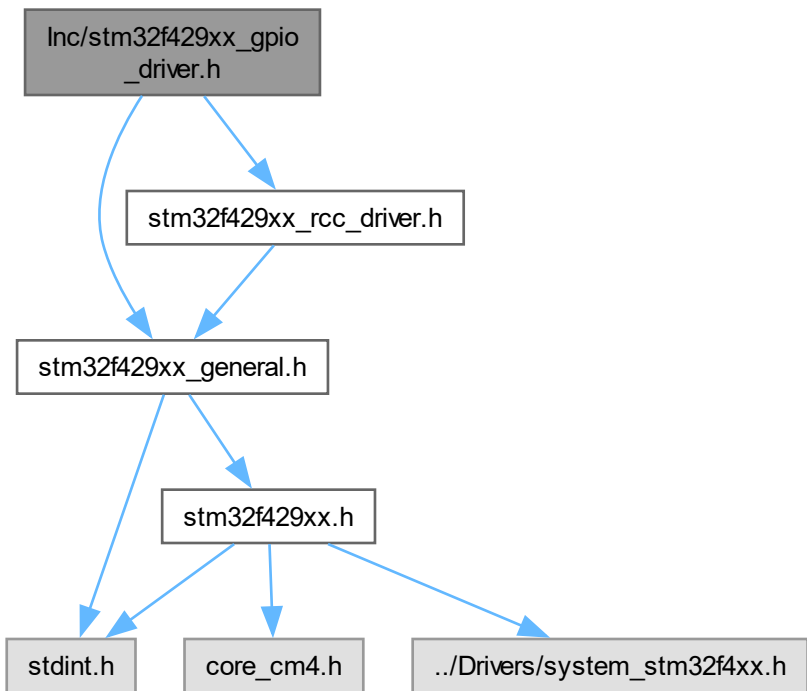 Inc/stm32f429xx_gpio
_driver.h
stm32f429xx_rcc_driver.h
stm32f429xx_general.h
stm32f429xx.h
stdint.h
core_cm4.h
../Drivers/system_stm32f4xx.h